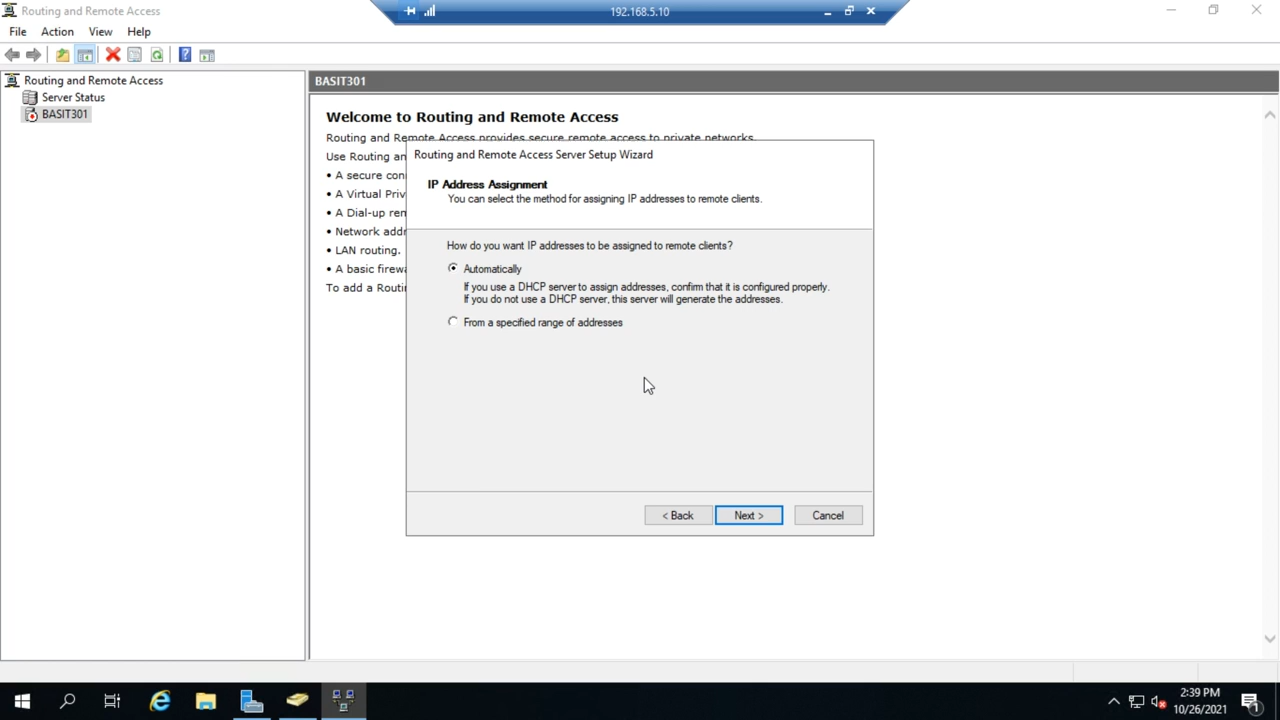 Routing and Remote Access
192.168.5.10
File Action View Help
Routing and Remote Access
Server Status
BASIT301
BASIT301
Welcome to Routing and Remote Access
Routing and Remote Access provides secure remote access to private networks.
Use Routing an
• A secure con
• A Virtual Priv
• A Dial-up ren
• Network addr
• LAN routing.
• A basic firewa
To add a Routin
Routing and Remote Access Server Setup Wizard
IP Address Assignment
You can select the method for assigning IP addresses to remote clients.
How do you want IP addresses to be assigned to remote clients?
Automatically
If you use a DHCP server to assign addresses, confirm that it is configured properly.
If you do not use a DHCP server, this server will generate the addresses.
From a specified range of addresses
< Back Next > Cancel
2:39 PM
10/26/2021
1